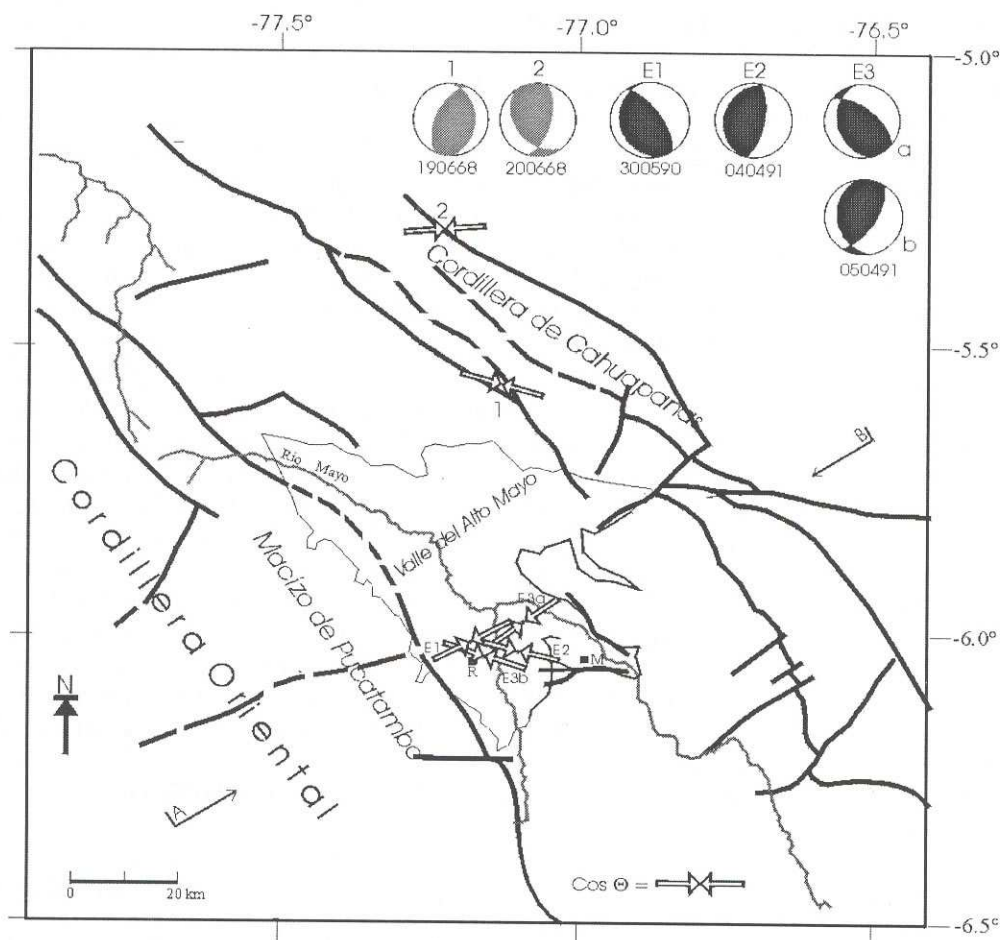 -77.5° -77.0° -76.5°
-5.0°
1 2 E1 E2 E3
a
190668 200668 300590 040491
b
050491
2
Cordillera de Cahuapanas
-5.5°
1
B
Rio Mayo
Valle del Alto Mayo
Cordillera Oriental
Macizo de Pucatambo
E3a
-6.0°
E1 E2
R M
E3b
N
A
0 20 km
Cos Θ =
-6.5°